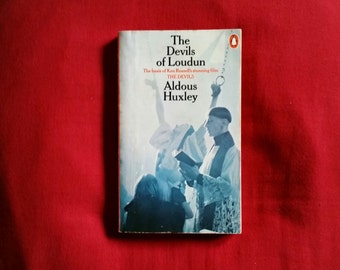 The
Devils
of Loudun
The basis of Ken Russell's stunning film
THE DEVILS
Aldous
Huxley